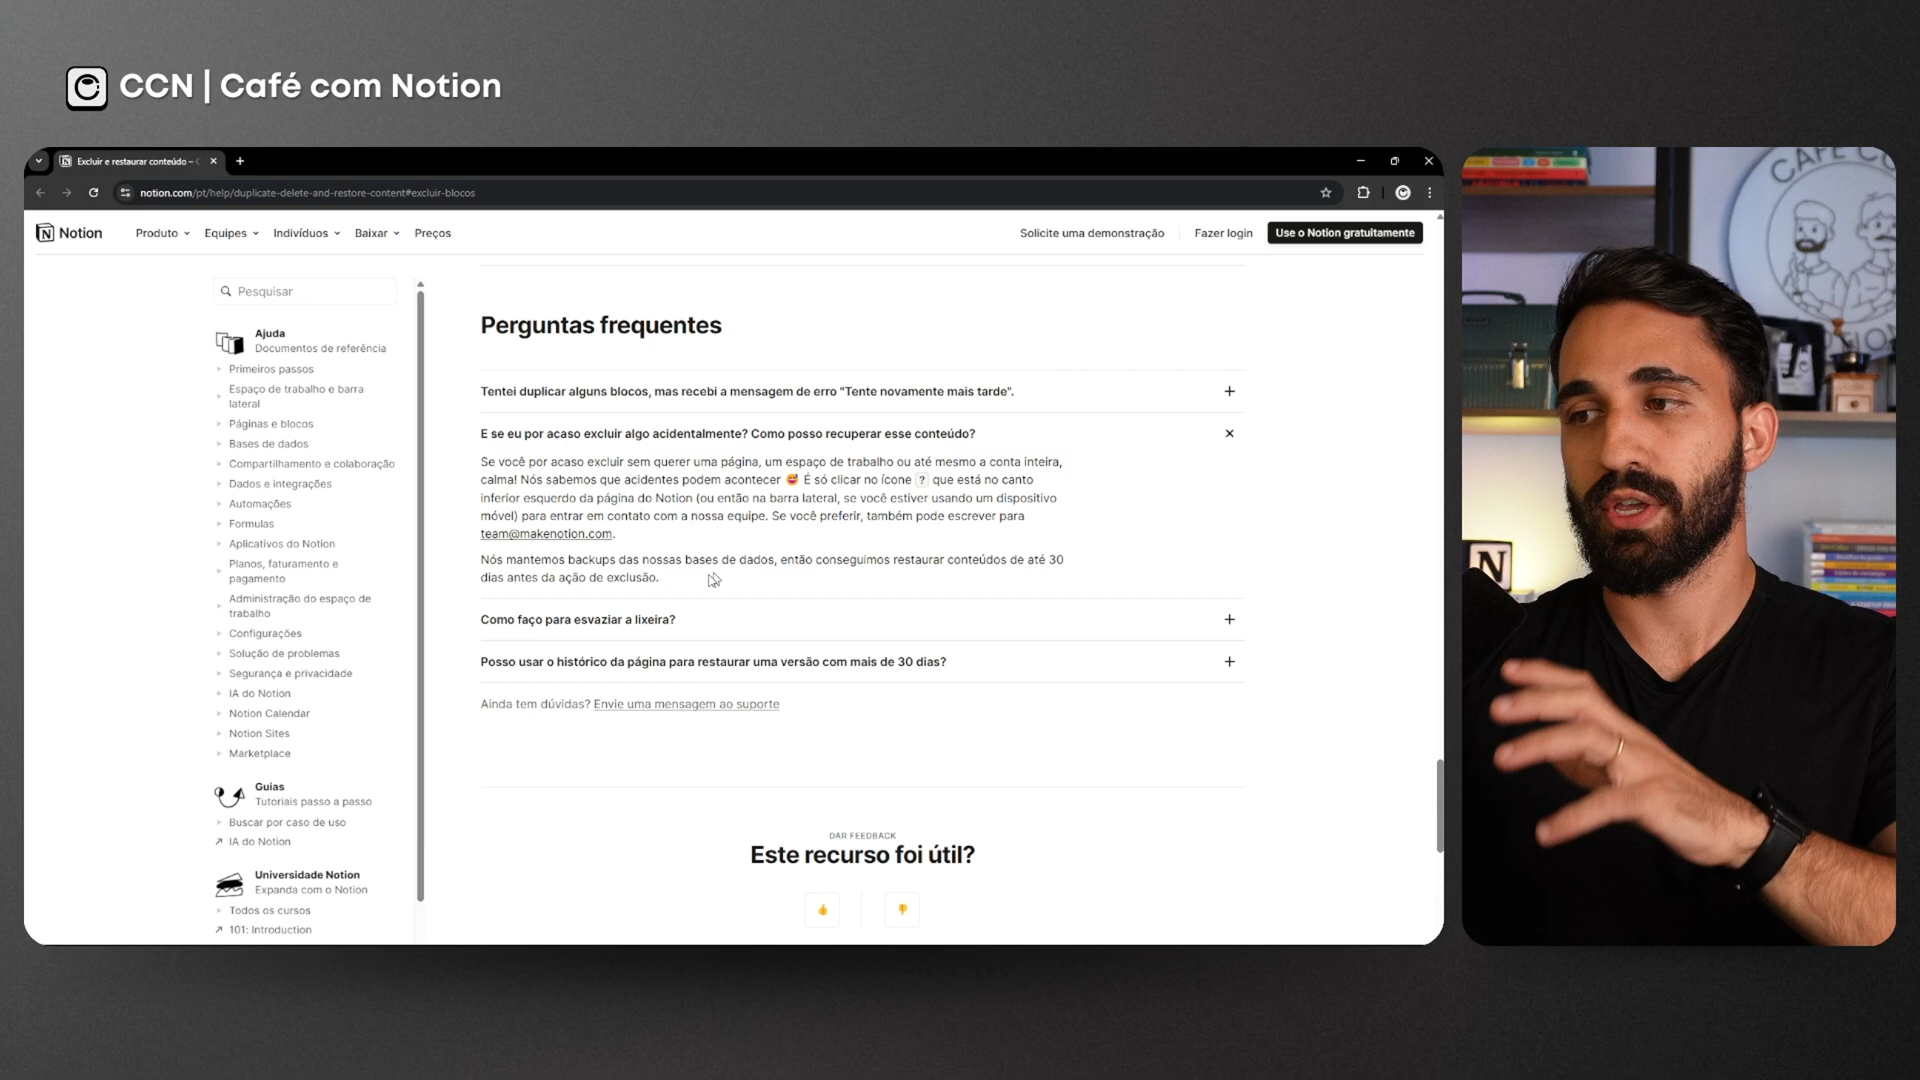 CCN | Café com Notion
Excluir e restaurar conteúdo –
notion.com/pt/help/duplicate-delete-and-restore-content#excluir-blocos
Notion
Produto
Equipes
Indivíduos
Baixar
Preços
Solicite uma demonstração
Fazer login
Use o Notion gratuitamente
Pesquisar
Ajuda
Documentos de referência
Primeiros passos
Espaço de trabalho e barra
lateral
Páginas e blocos
Bases de dados
Compartilhamento e colaboração
Dados e integrações
Automações
Formulas
Aplicativos do Notion
Planos, faturamento e
pagamento
Administração do espaço de
trabalho
Configurações
Solução de problemas
Segurança e privacidade
IA do Notion
Notion Calendar
Notion Sites
Marketplace
Guias
Tutoriais passo a passo
Buscar por caso de uso
IA do Notion
Universidade Notion
Expanda com o Notion
Todos os cursos
101: Introduction
Perguntas frequentes
Tentei duplicar alguns blocos, mas recebi a mensagem de erro "Tente novamente mais tarde".
E se eu por acaso excluir algo acidentalmente? Como posso recuperar esse conteúdo?
Se você por acaso excluir sem querer uma página, um espaço de trabalho ou até mesmo a conta inteira,
calma! Nós sabemos que acidentes podem acontecer 😅 É só clicar no ícone ? que está no canto
inferior esquerdo da página do Notion (ou então na barra lateral, se você estiver usando um dispositivo
móvel) para entrar em contato com a nossa equipe. Se você preferir, também pode escrever para
team@makenotion.com.
Nós mantemos backups das nossas bases de dados, então conseguimos restaurar conteúdos de até 30
dias antes da ação de exclusão.
Como faço para esvaziar a lixeira?
Posso usar o histórico da página para restaurar uma versão com mais de 30 dias?
Ainda tem dúvidas? Envie uma mensagem ao suporte
DAR FEEDBACK
Este recurso foi útil?
CAFÉ CO
N